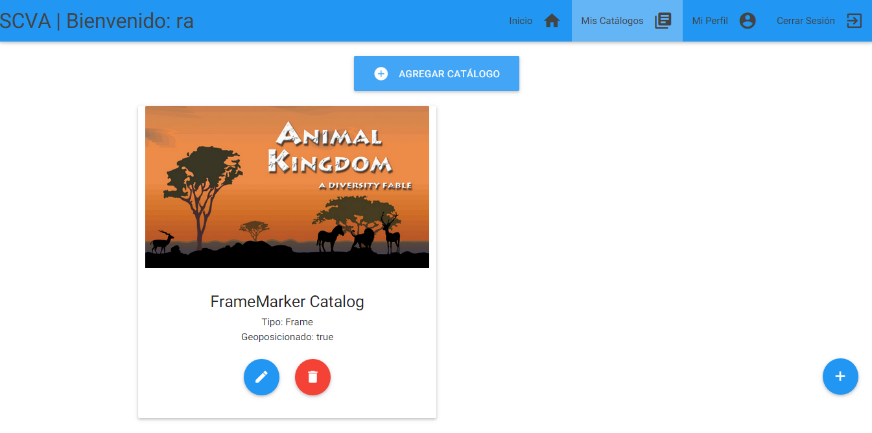 SCVA | Bienvenido: ra
Inicio
Mis Catálogos
Mi Perfil
Cerrar Sesión
AGREGAR CATÁLOGO
ANIMAL
KINGDOM
A DIVERSITY FABLE
FrameMarker Catalog
Tipo: Frame
Geoposicionado: true